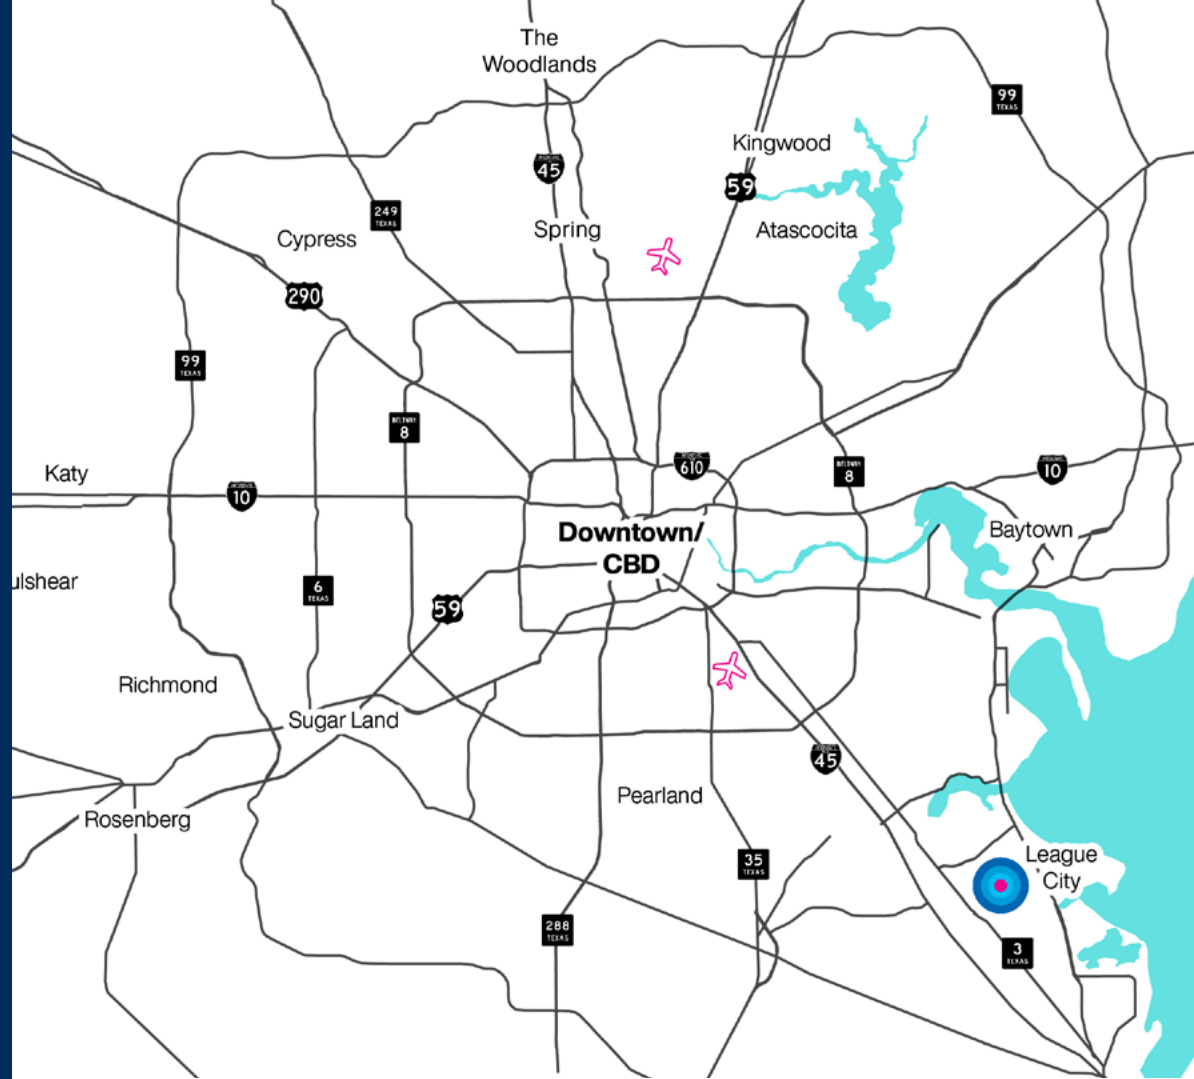 The
Woodlands
99
TEXAS
Kingwood
45
59
249
TEXAS
Spring
Atascocita
Cypress
290
99
TEXAS
BELTWAY
8
610
BELTWAY
8
10
Katy
10
Downtown/
CBD
Baytown
ulshear
6
TEXAS
59
Richmond
Sugar Land
45
Pearland
Rosenberg
35
TEXAS
League
City
288
TEXAS
3
TEXAS